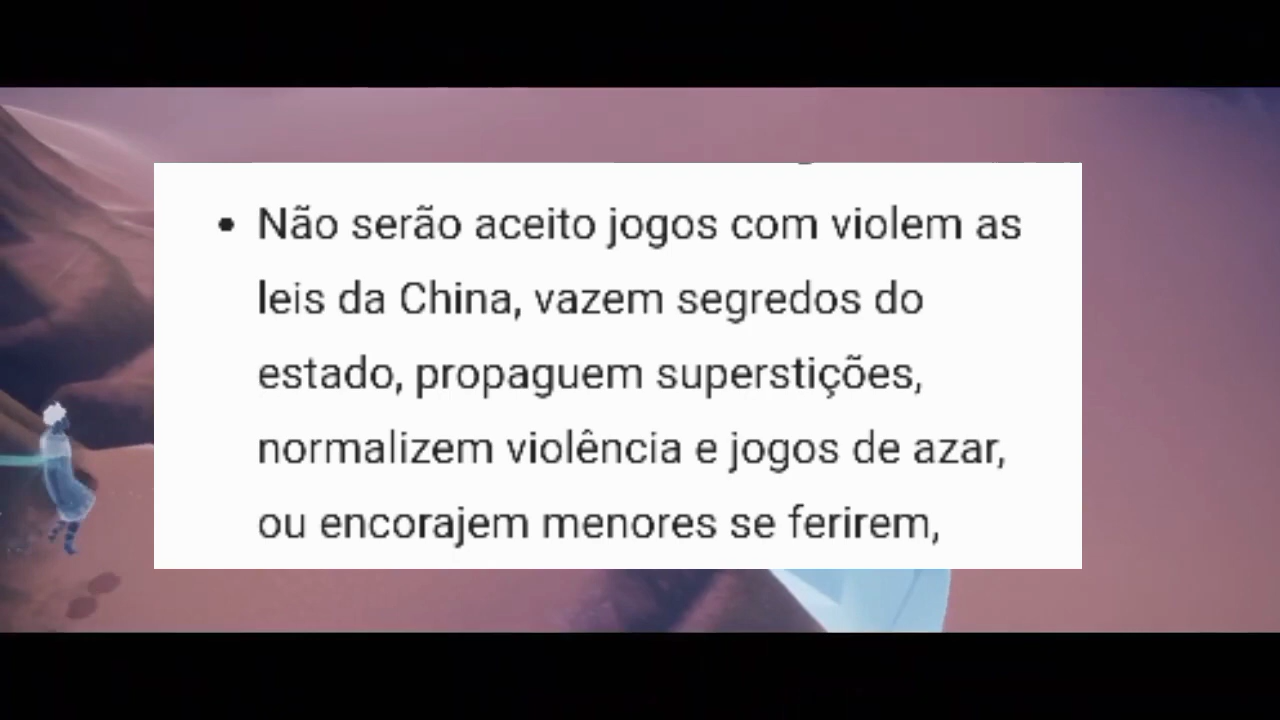 • Não serão aceito jogos com violem as
leis da China, vazem segredos do
estado, propaguem superstições,
normalizem violência e jogos de azar,
ou encorajem menores se ferirem,